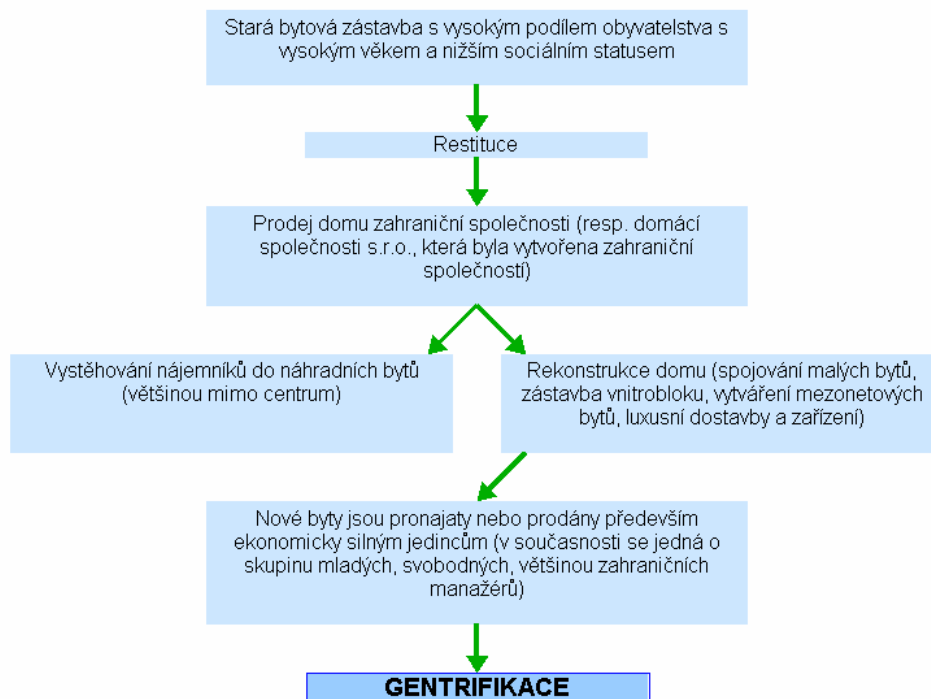 Stará bytová zástavba s vysokým podílem obyvatelstva s
vysokým věkem a nižším sociálním statusem
Restituce
Prodej domu zahraniční společnosti (resp. domácí
společnosti s.r.o., která byla vytvořena zahraniční
společností)
Vystěhování nájemníků do náhradních bytů
(většinou mimo centrum)
Rekonstrukce domu (spojování malých bytů,
zástavba vnitrobloku, vytváření mezonetových
bytů, luxusní dostavby a zařízení)
Nové byty jsou pronajaty nebo prodány především
ekonomicky silným jedincům (v současnosti se jedná o
skupinu mladých, svobodných, většinou zahraničních
manažérů)
GENTRIFIKACE